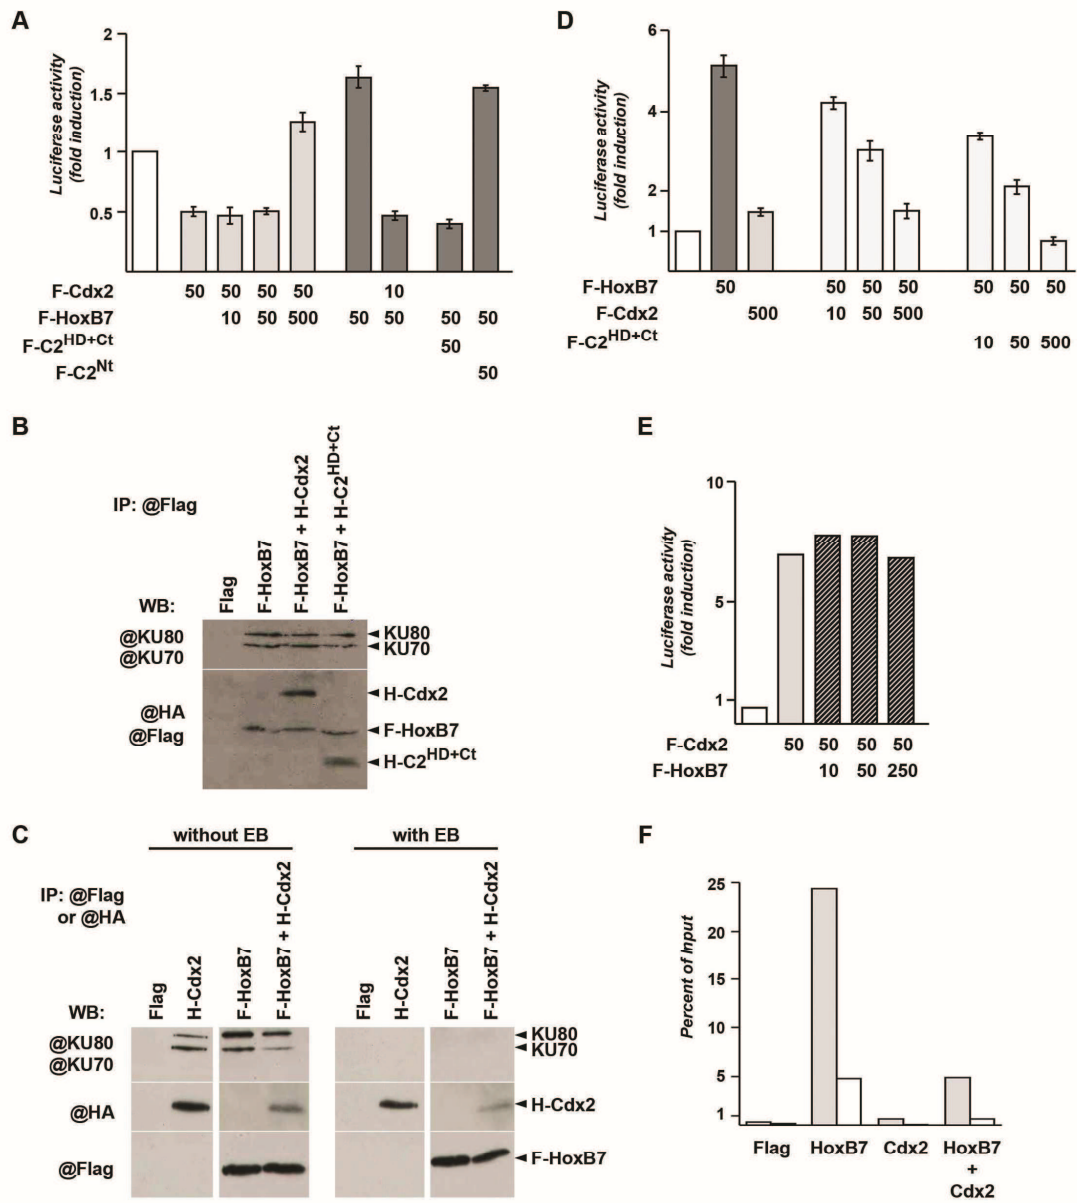 A
Luciferase activity
(fold induction)
2
1.5
1
0.5
F-Cdx2 50 50 50 50 10
F-HoxB7 10 50 500 50 50 50 50
F-C2HD+Ct 50
F-C2Nt 50
D
Luciferase activity
(fold induction)
6
4
2
1
F-HoxB7 50 50 50 50 50 50 50
F-Cdx2 500 10 50 500
F-C2HD+Ct 10 50 500
B
IP: @Flag
WB:
Flag
F-HoxB7
F-HoxB7 + H-Cdx2
F-HoxB7 + H-C2HD+Ct
@KU80
@KU70
KU80
KU70
@HA
@Flag
H-Cdx2
F-HoxB7
H-C2HD+Ct
E
Luciferase activity
(fold induction)
10
5
1
F-Cdx2 50 50 50 50
F-HoxB7 10 50 250
C
without EB
with EB
IP: @Flag
or @HA
WB:
Flag
H-Cdx2
F-HoxB7
F-HoxB7 + H-Cdx2
Flag
H-Cdx2
F-HoxB7
F-HoxB7 + H-Cdx2
@KU80
@KU70
KU80
KU70
@HA
H-Cdx2
@Flag
F-HoxB7
F
Percent of Input
25
20
15
10
5
1
Flag HoxB7 Cdx2 HoxB7
+
Cdx2